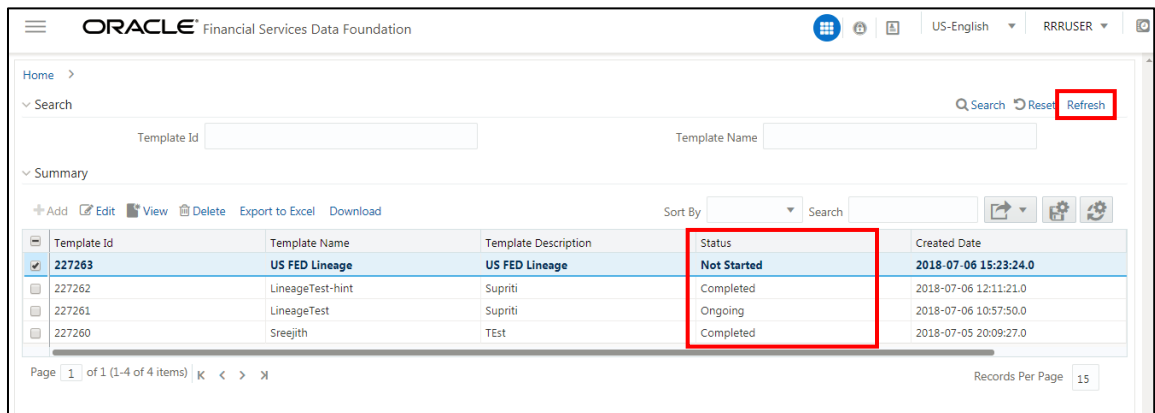 ORACLE® Financial Services Data Foundation US-English RRRUSER
Home >
Search Search Reset Refresh
Template Id Template Name
Summary
Add Edit View Delete Export to Excel Download Sort By Search
Template Id Template Name Template Description Status Created Date
227263 US FED Lineage US FED Lineage Not Started 2018-07-06 15:23:24.0
227262 LineageTest-hint Supriti Completed 2018-07-06 12:11:21.0
227261 LineageTest Supriti Ongoing 2018-07-06 10:57:50.0
227260 Sreejith TEst Completed 2018-07-05 20:09:27.0
Page 1 of 1 (1-4 of 4 items) Records Per Page 15